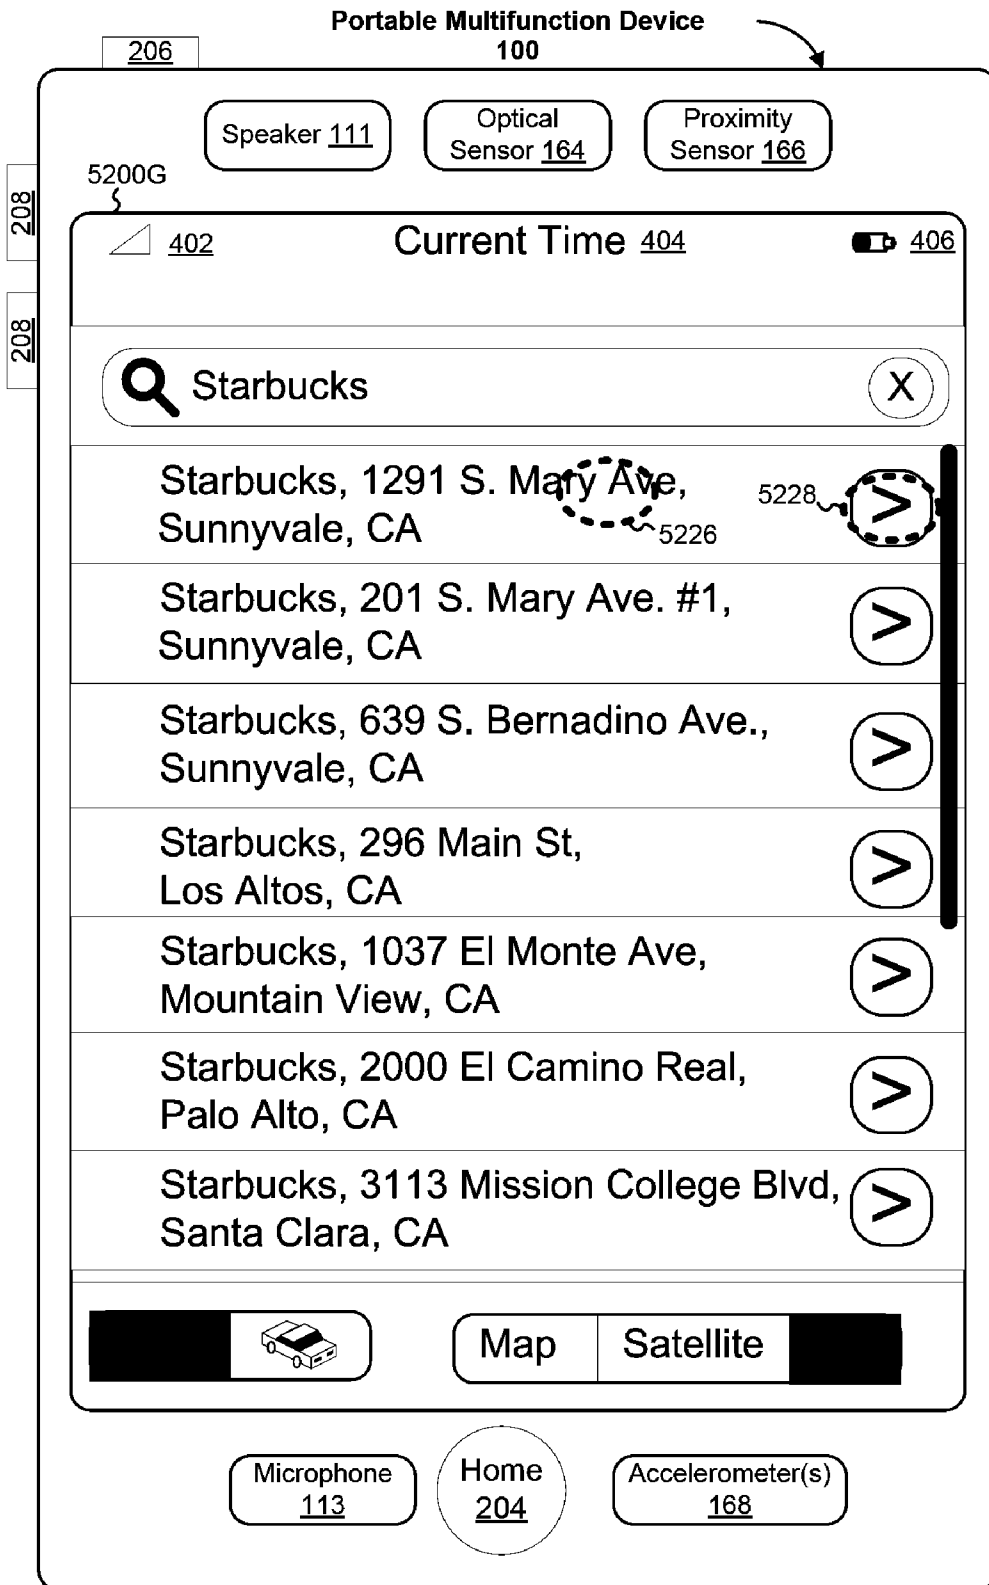 Portable Multifunction Device
100
206
Speaker 111
Optical
Sensor 164
Proximity
Sensor 166
208
208
5200G
402
Current Time 404
406
Starbucks
X
Starbucks, 1291 S. Mary Ave,
Sunnyvale, CA
5226
5228
>
Starbucks, 201 S. Mary Ave. #1,
Sunnyvale, CA
>
Starbucks, 639 S. Bernadino Ave.,
Sunnyvale, CA
>
Starbucks, 296 Main St,
Los Altos, CA
>
Starbucks, 1037 El Monte Ave,
Mountain View, CA
>
Starbucks, 2000 El Camino Real,
Palo Alto, CA
>
Starbucks, 3113 Mission College Blvd,
Santa Clara, CA
>
Map
Satellite
Microphone
113
Home
204
Accelerometer(s)
168